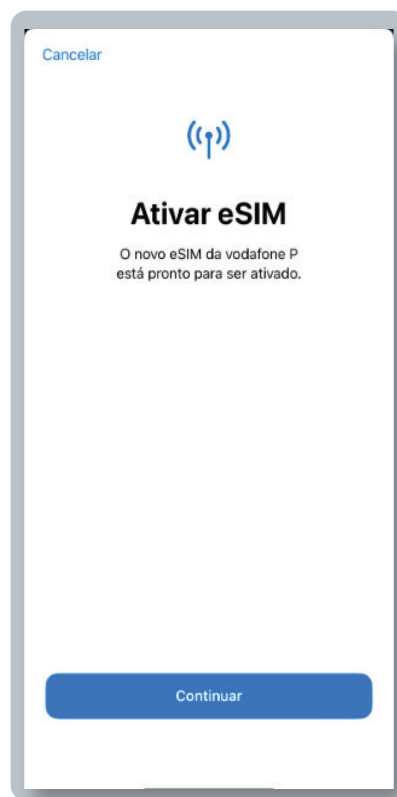 Cancelar
Ativar eSIM
O novo eSIM da vodafone P
está pronto para ser ativado.
Continuar